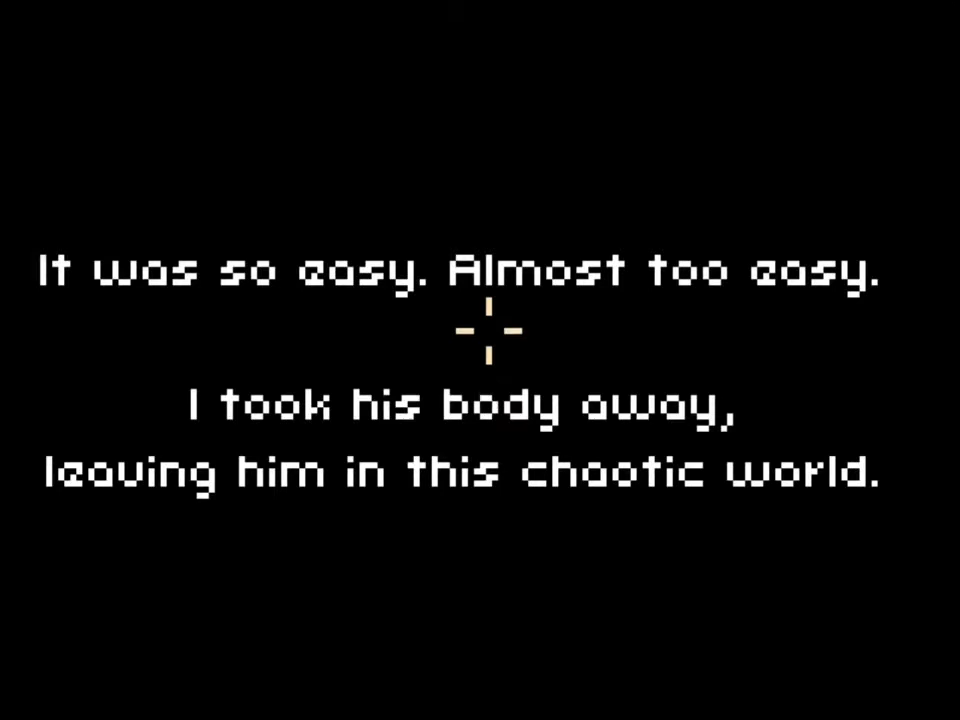 It was so easy. Almost too easy.
I took his body away,
leaving him in this chaotic world.